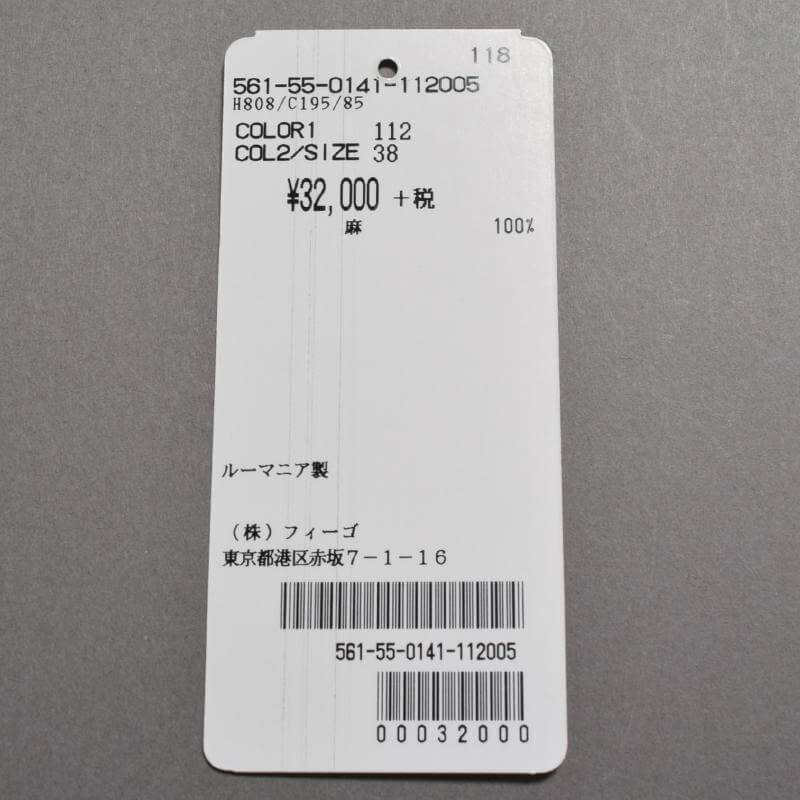 118
561-55-0141-112005
H808/C195/85
COLOR1 112
COL2/SIZE 38
¥32,000 +税
麻 100%
ルーマニア製
(株)フィーゴ
東京都港区赤坂7-1-16
561-55-0141-112005
00032000